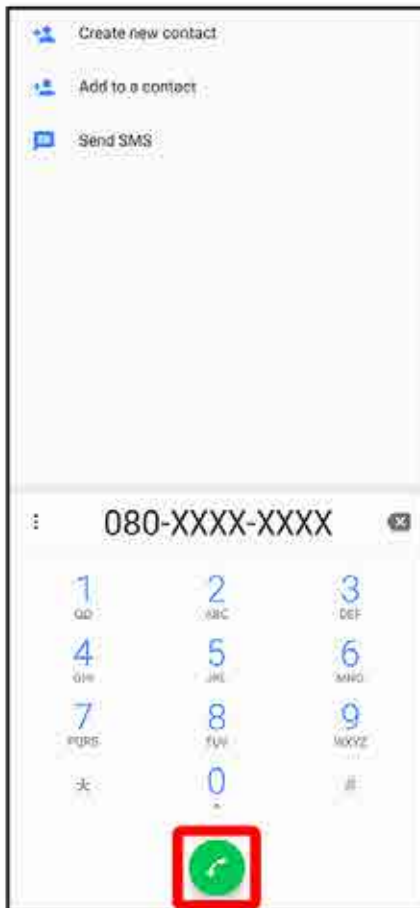 Create new contact
Add to a contact
Send SMS
080-XXXX-XXXX
1 2 3
ABC DEF
4 5 6
GHI JKL MNO
7 8 9
PQRS TUV WXYZ
* 0 #
+